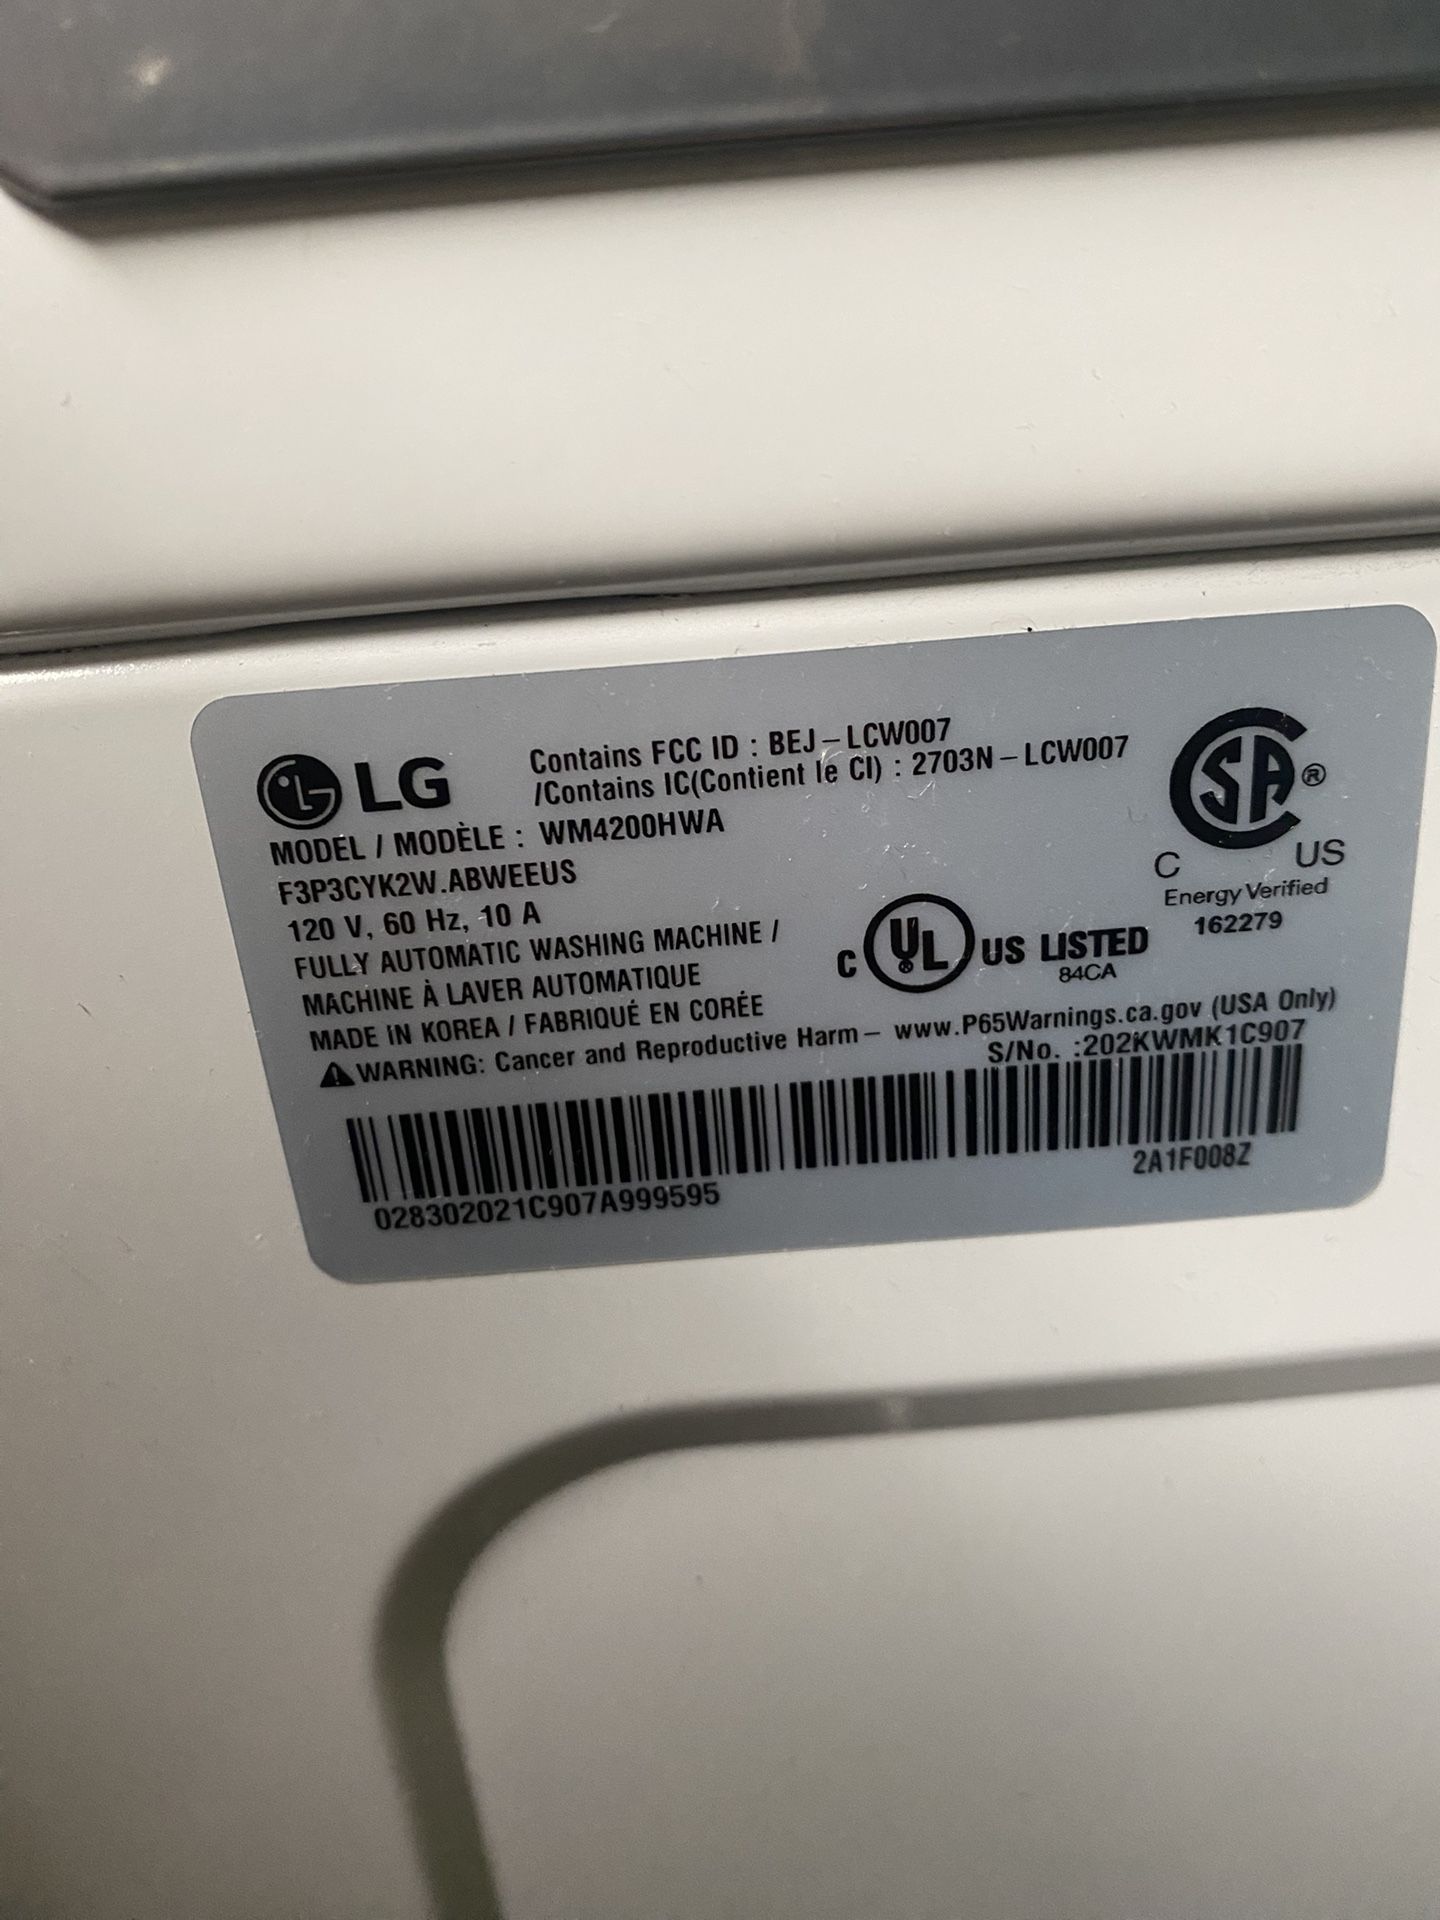 LG
Contains FCC ID : BEJ-LCW007
/Contains IC(Contient le CI) : 2703N-LCW007
MODEL / MODÈLE : WM4200HWA
F3P3CYK2W.ABWEEUS
120 V, 60 Hz, 10 A
FULLY AUTOMATIC WASHING MACHINE /
MACHINE À LAVER AUTOMATIQUE
MADE IN KOREA / FABRIQUÉ EN CORÉE
SA ®
C US
Energy Verified
162279
C UL ® US LISTED
84CA
⚠WARNING: Cancer and Reproductive Harm- www.P65Warnings.ca.gov (USA Only)
S/No. :202KWMK1C907
028302021C907A999595
2A1F008Z